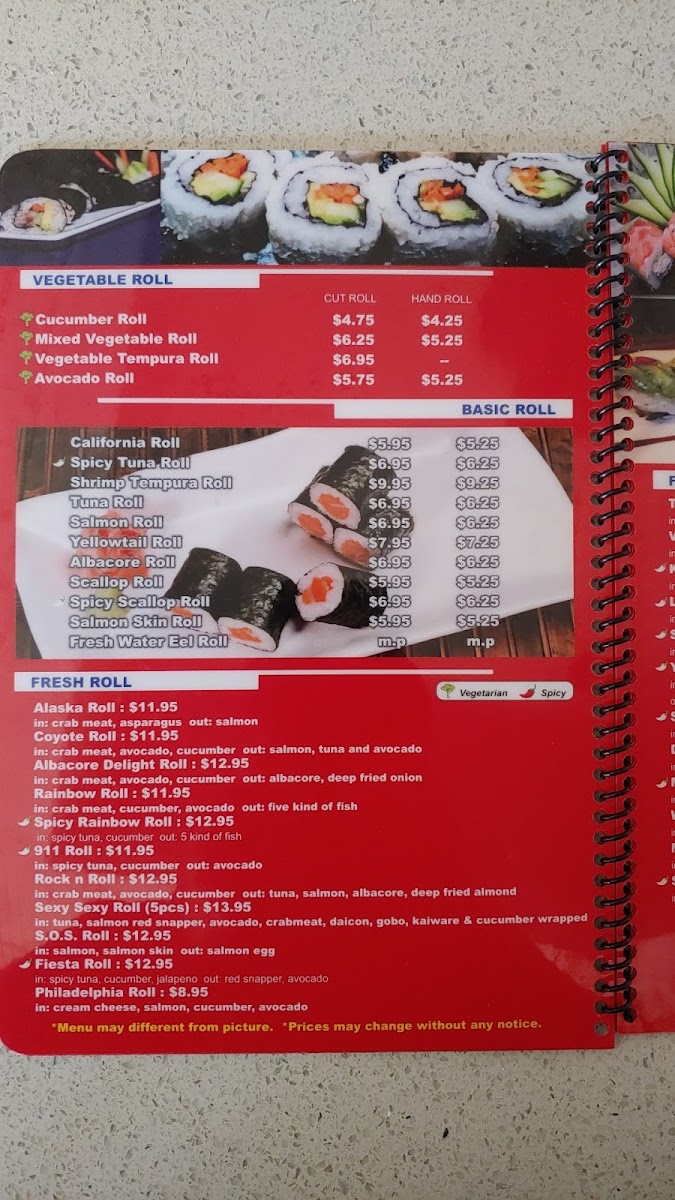 VEGETABLE ROLL
CUT ROLL HAND ROLL
Cucumber Roll $4.75 $4.25
Mixed Vegetable Roll $6.25 $5.25
Vegetable Tempura Roll $6.95 --
Avocado Roll $5.75 $5.25
BASIC ROLL
California Roll $5.95 $5.25
Spicy Tuna Roll $6.95 $6.25
Shrimp Tempura Roll $9.95 $9.25
Tuna Roll $6.95 $6.25
Salmon Roll $6.95 $6.25
Yellowtail Roll $7.95 $7.25
Albacore Roll $6.95 $6.25
Scallop Roll $5.95 $5.25
Spicy Scallop Roll $6.95 $6.25
Salmon Skin Roll $5.95 $5.25
Fresh Water Eel Roll m.p m.p
FRESH ROLL
Vegetarian Spicy
Alaska Roll : $11.95
in: crab meat, asparagus out: salmon
Coyote Roll : $11.95
in: crab meat, avocado, cucumber out: salmon, tuna and avocado
Albacore Delight Roll : $12.95
in: crab meat, avocado, cucumber out: albacore, deep fried onion
Rainbow Roll : $11.95
in: crab meat, cucumber, avocado out: five kind of fish
Spicy Rainbow Roll : $12.95
in: spicy tuna, cucumber out: 5 kind of fish
911 Roll : $11.95
in: spicy tuna, cucumber out: avocado
Rock n Roll : $12.95
in: crab meat, avocado, cucumber out: tuna, salmon, albacore, deep fried almond
Sexy Sexy Roll (5pcs) : $13.95
in: tuna, salmon red snapper, avocado, crabmeat, daicon, gobo, kaiware & cucumber wrapped
S.O.S. Roll : $12.95
in: salmon, salmon skin out: salmon egg
Fiesta Roll : $12.95
in: spicy tuna, cucumber, jalapeno out: red snapper, avocado
Philadelphia Roll : $8.95
in: cream cheese, salmon, cucumber, avocado
*Menu may different from picture. *Prices may change without any notice.